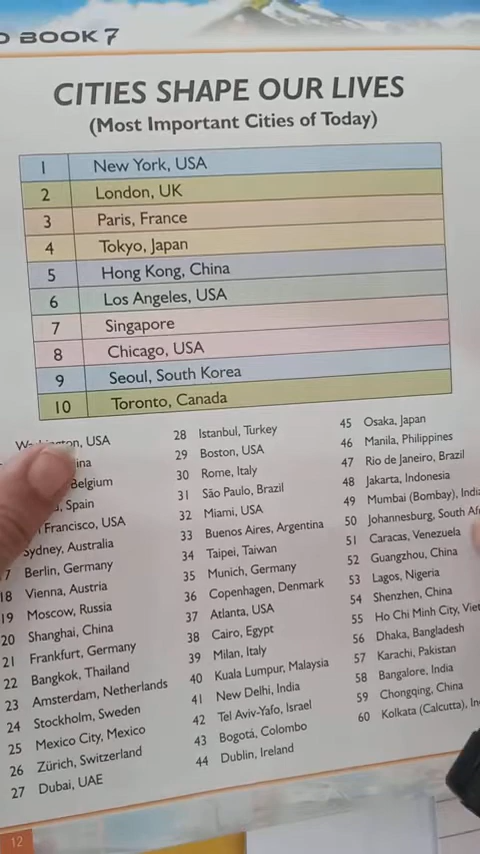 BOOK 7
CITIES SHAPE OUR LIVES
(Most Important Cities of Today)
1 New York, USA
2 London, UK
3 Paris, France
4 Tokyo, Japan
5 Hong Kong, China
6 Los Angeles, USA
7 Singapore
8 Chicago, USA
9 Seoul, South Korea
10 Toronto, Canada
USA
Belgium
Spain
Francisco, USA
Sydney, Australia
7 Berlin, Germany
18 Vienna, Austria
19 Moscow, Russia
20 Shanghai, China
21 Frankfurt, Germany
22 Bangkok, Thailand
23 Amsterdam, Netherlands
24 Stockholm, Sweden
25 Mexico City, Mexico
26 Zürich, Switzerland
27 Dubai, UAE
28 Istanbul, Turkey
29 Boston, USA
30 Rome, Italy
31 São Paulo, Brazil
32 Miami, USA
33 Buenos Aires, Argentina
34 Taipei, Taiwan
35 Munich, Germany
36 Copenhagen, Denmark
37 Atlanta, USA
38 Cairo, Egypt
39 Milan, Italy
40 Kuala Lumpur, Malaysia
41 New Delhi, India
42 Tel Aviv-Yafo, Israel
43 Bogotá, Colombo
44 Dublin, Ireland
45 Osaka, Japan
46 Manila, Philippines
47 Rio de Janeiro, Brazil
48 Jakarta, Indonesia
49 Mumbai (Bombay),
50 Johannesburg, South
51 Caracas, Venezuela
52 Guangzhou, China
53 Lagos, Nigeria
54 Shenzhen, China
55 Ho Chi Minh City,
56 Dhaka, Bangladesh
57 Karachi, Pakistan
58 Bangalore, India
59 Chongqing, China
60 Kolkata (Calcutta),
12